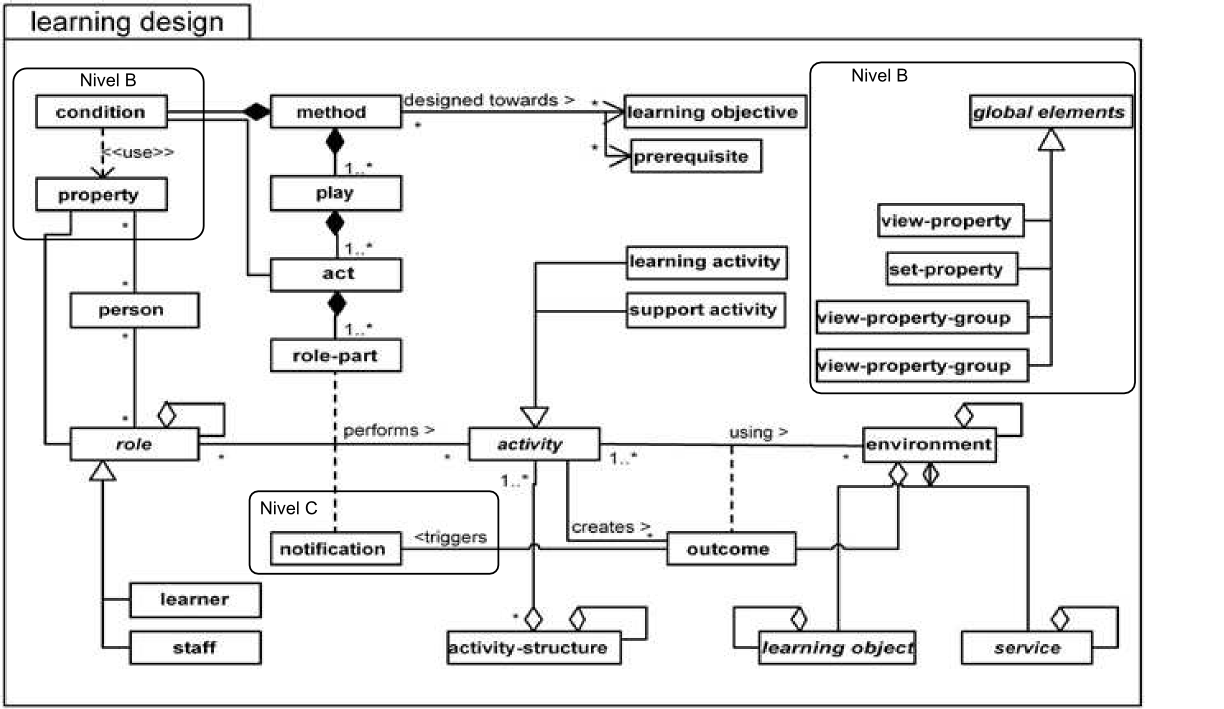 learning design
Nivel B
condition
<<use>>
property
*
*
person
*
*
method
designed towards >
*
*
learning objective
*
prerequisite
1..*
play
1..*
act
1..*
role-part
Nivel B
global elements
view-property
set-property
view-property-group
view-property-group
learning activity
support activity
role
*
performs >
*
activity
1..*
using >
*
environment
1..*
Nivel C
notification
<triggers
creates >
*
outcome
learner
staff
*
activity-structure
learning object
service